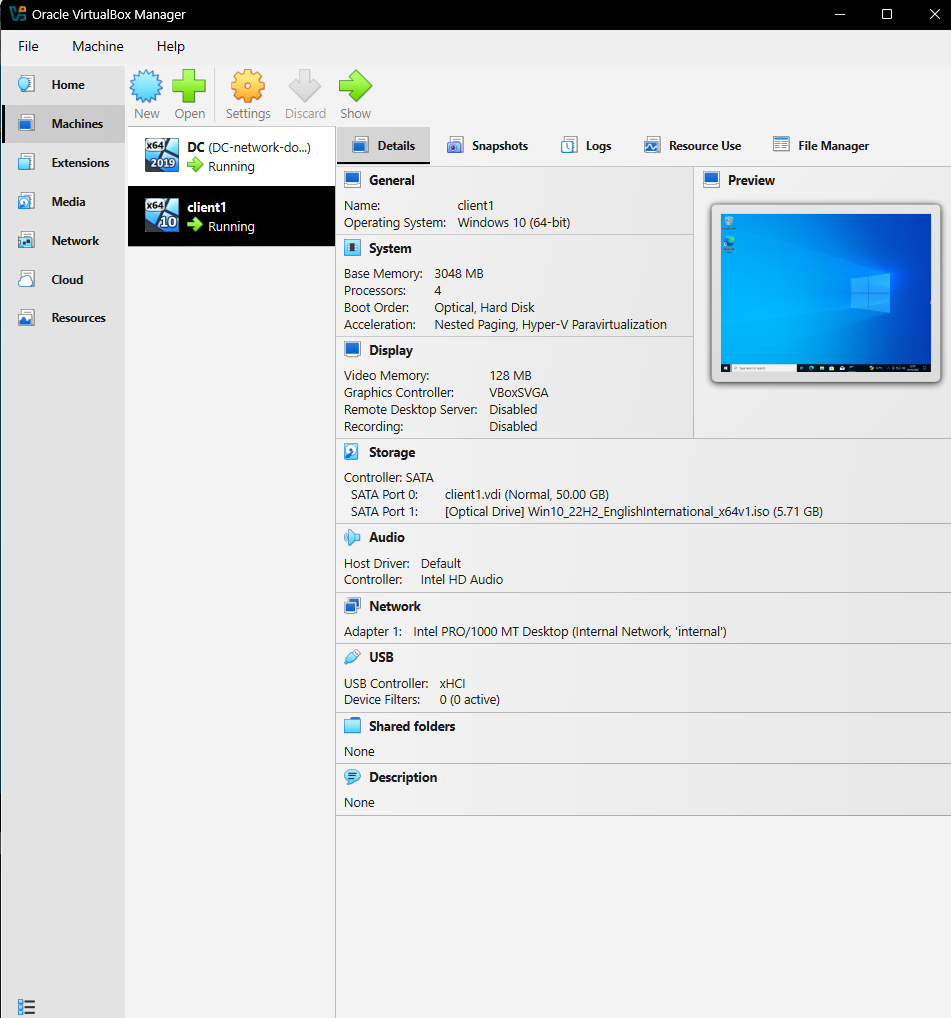 Oracle VirtualBox Manager
File Machine Help
Home
Machines
Extensions
Media
Network
Cloud
Resources
New Open Settings Discard Show
x64 2019 DC (DC-network-do...)
Running
x64 10 client1
Running
Details Snapshots Logs Resource Use File Manager
General
Name: client1
Operating System: Windows 10 (64-bit)
System
Base Memory: 3048 MB
Processors: 4
Boot Order: Optical, Hard Disk
Acceleration: Nested Paging, Hyper-V Paravirtualization
Display
Video Memory: 128 MB
Graphics Controller: VBoxSVGA
Remote Desktop Server: Disabled
Recording: Disabled
Preview
Storage
Controller: SATA
SATA Port 0: client1.vdi (Normal, 50.00 GB)
SATA Port 1: [Optical Drive] Win10_22H2_EnglishInternational_x64v1.iso (5.71 GB)
Audio
Host Driver: Default
Controller: Intel HD Audio
Network
Adapter 1: Intel PRO/1000 MT Desktop (Internal Network, 'internal')
USB
USB Controller: xHCI
Device Filters: 0 (0 active)
Shared folders
None
Description
None